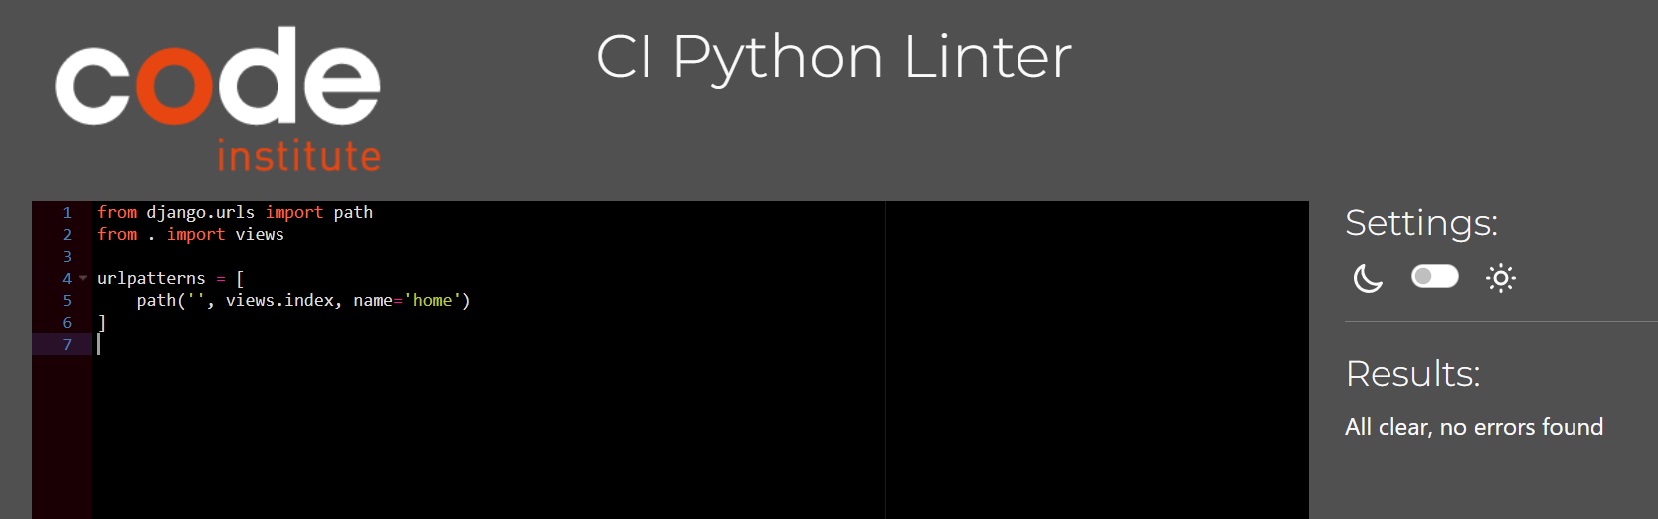 code
institute
CI Python Linter
1 from django.urls import path
2 from . import views
3
4 urlpatterns = [
5     path('', views.index, name='home')
6 ]
7
Settings:
Results:
All clear, no errors found